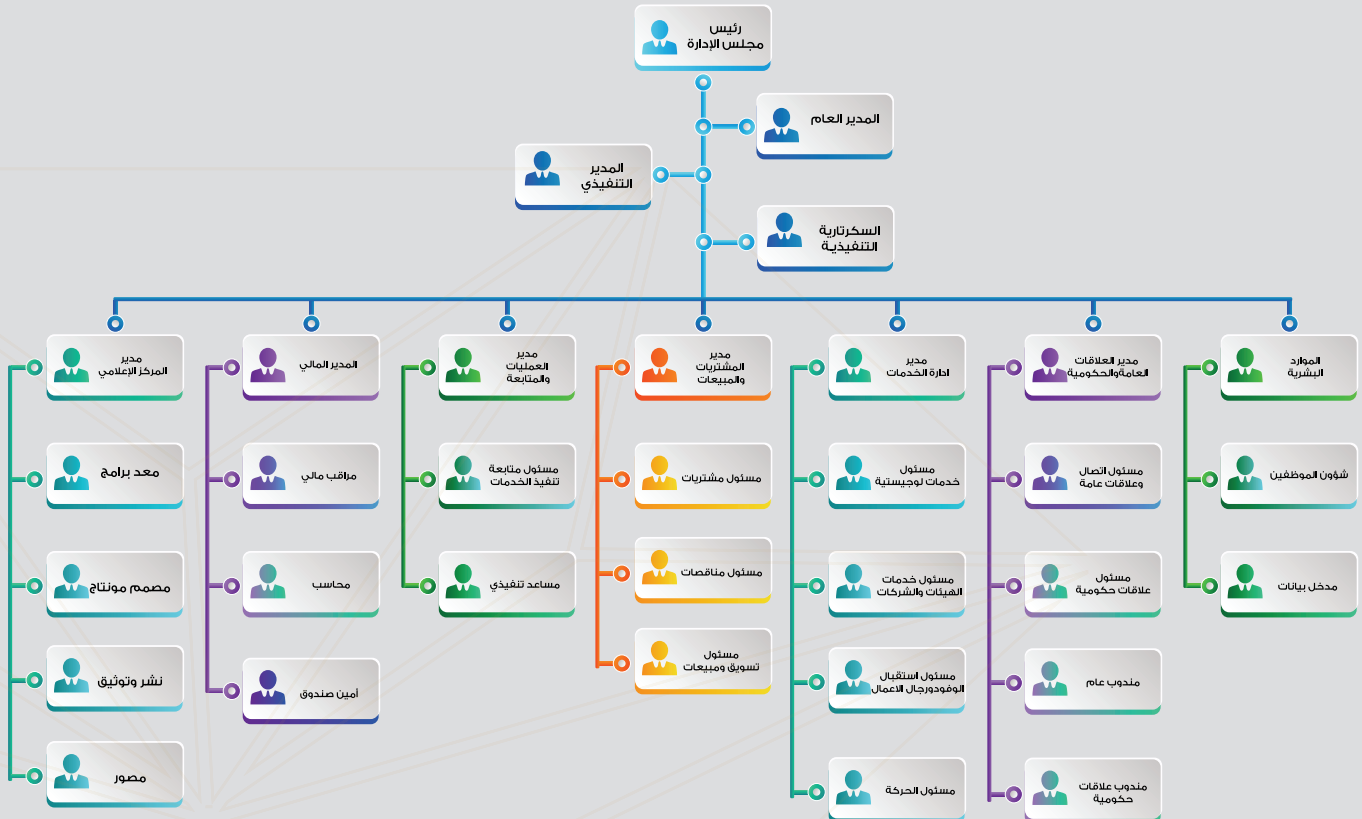 رئيس
مجلس الإدارة
المدير العام
المدير
التنفيذي
السكرتارية
التنفيذية
الموارد
البشرية
شؤون الموظفين
مدخل بيانات
مدير العلاقات
العامةوالحكومية
مسئول اتصال
وعلاقات عامة
مسئول
علاقات حكومية
مندوب عام
مندوب علاقات
حكومية
مدير
ادارة الخدمات
مسئول
خدمات لوجيستية
مسئول خدمات
الهيئات والشركات
مسئول استقبال
الوفودورجال الاعمال
مسئول الحركة
مدير
المشتريات
والمبيعات
مسئول مشتريات
مسئول مناقصات
مسئول
تسويق ومبيعات
مدير
العمليات
والمتابعة
مسئول متابعة
تنفيذ الخدمات
مساعد تنفيذي
المدير المالي
مراقب مالي
محاسب
أمين صندوق
مدير
المركز الإعلامي
معد برامج
مصمم مونتاج
نشر وتوثيق
مصور